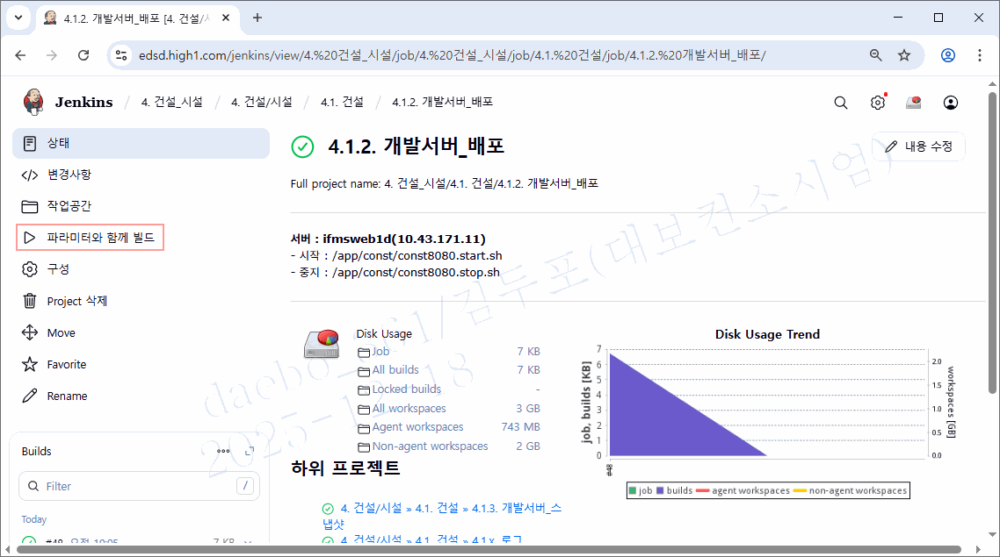 4.1.2. 개발서버_배포 [4. 건설/시
edsd.high1.com/jenkins/view/4.%20건설_시설/job/4.%20건설_시설/job/4.1.%20건설/job/4.1.2.%20개발서버_배포/
Jenkins / 4. 건설_시설 / 4. 건설/시설 / 4.1. 건설 / 4.1.2. 개발서버_배포
상태
변경사항
작업공간
파라미터와 함께 빌드
구성
Project 삭제
Move
Favorite
Rename
Builds
Filter /
Today
#48 오전 10:05 7 KB
4.1.2. 개발서버_배포
내용 수정
Full project name: 4. 건설_시설/4.1. 건설/4.1.2. 개발서버_배포
서버 : ifmsweb1d(10.43.171.11)
- 시작 : /app/const/const8080.start.sh
- 중지 : /app/const/const8080.stop.sh
Disk Usage
Job 7 KB
All builds 7 KB
Locked builds -
All workspaces 3 GB
Agent workspaces 743 MB
Non-agent workspaces 2 GB
Disk Usage Trend
job, builds [KB]
7
6
5
4
3
2
1
0
workspaces [GB]
2.0
1.5
1.0
0.5
0.0
job builds agent workspaces non-agent workspaces
하위 프로젝트
4. 건설/시설 » 4.1. 건설 » 4.1.3. 개발서버_스
냅샷
4. 건설/시설 » 4.1. 건설 » 4.1.x. 로그
김두포(대보컨소시엄)